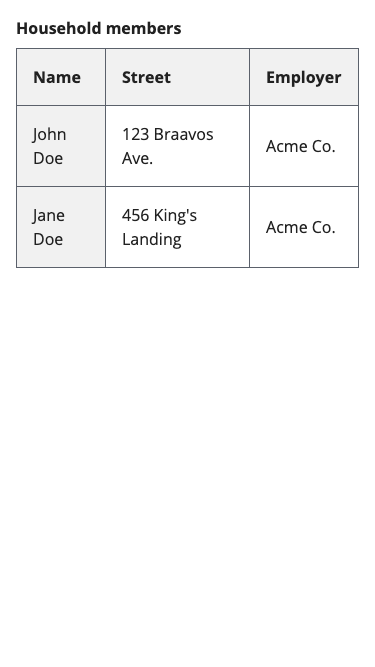 Household members
Name Street Employer
John
Doe
123 Braavos
Ave.
Acme Co.
Jane
Doe
456 King's
Landing
Acme Co.